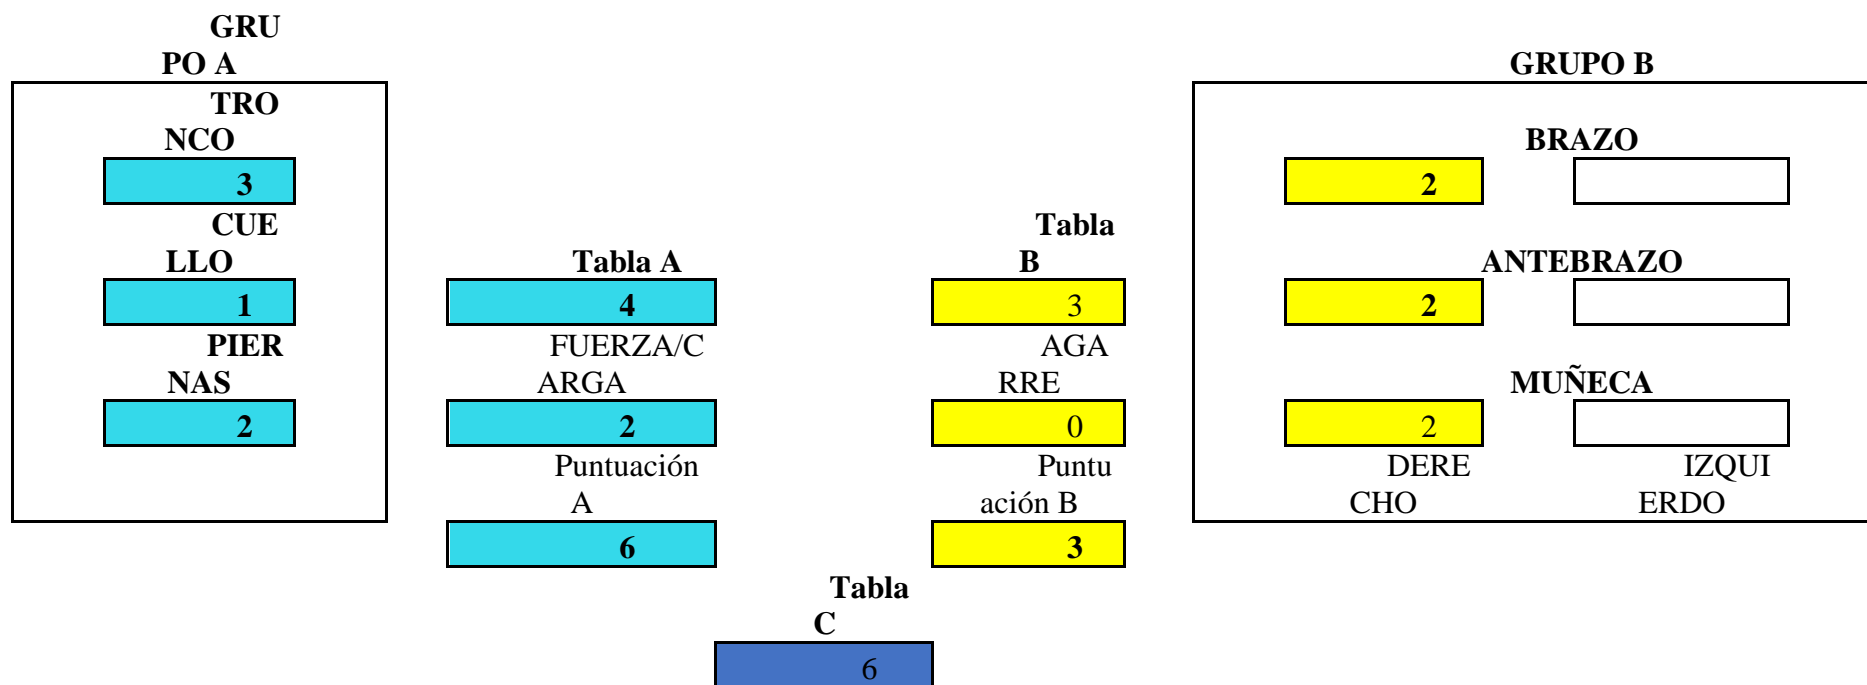 GRU
PO A
GRUPO B
TRO
NCO
BRAZO
3
2
CUE
LLO
Tabla A
Tabla
B
ANTEBRAZO
1
4
3
2
PIER
NAS
FUERZA/C
ARGA
AGA
RRE
MUÑECA
2
2
0
2
Puntuación
A
Puntu
ación B
DERE
CHO
IZQUI
ERDO
6
3
Tabla
C
6